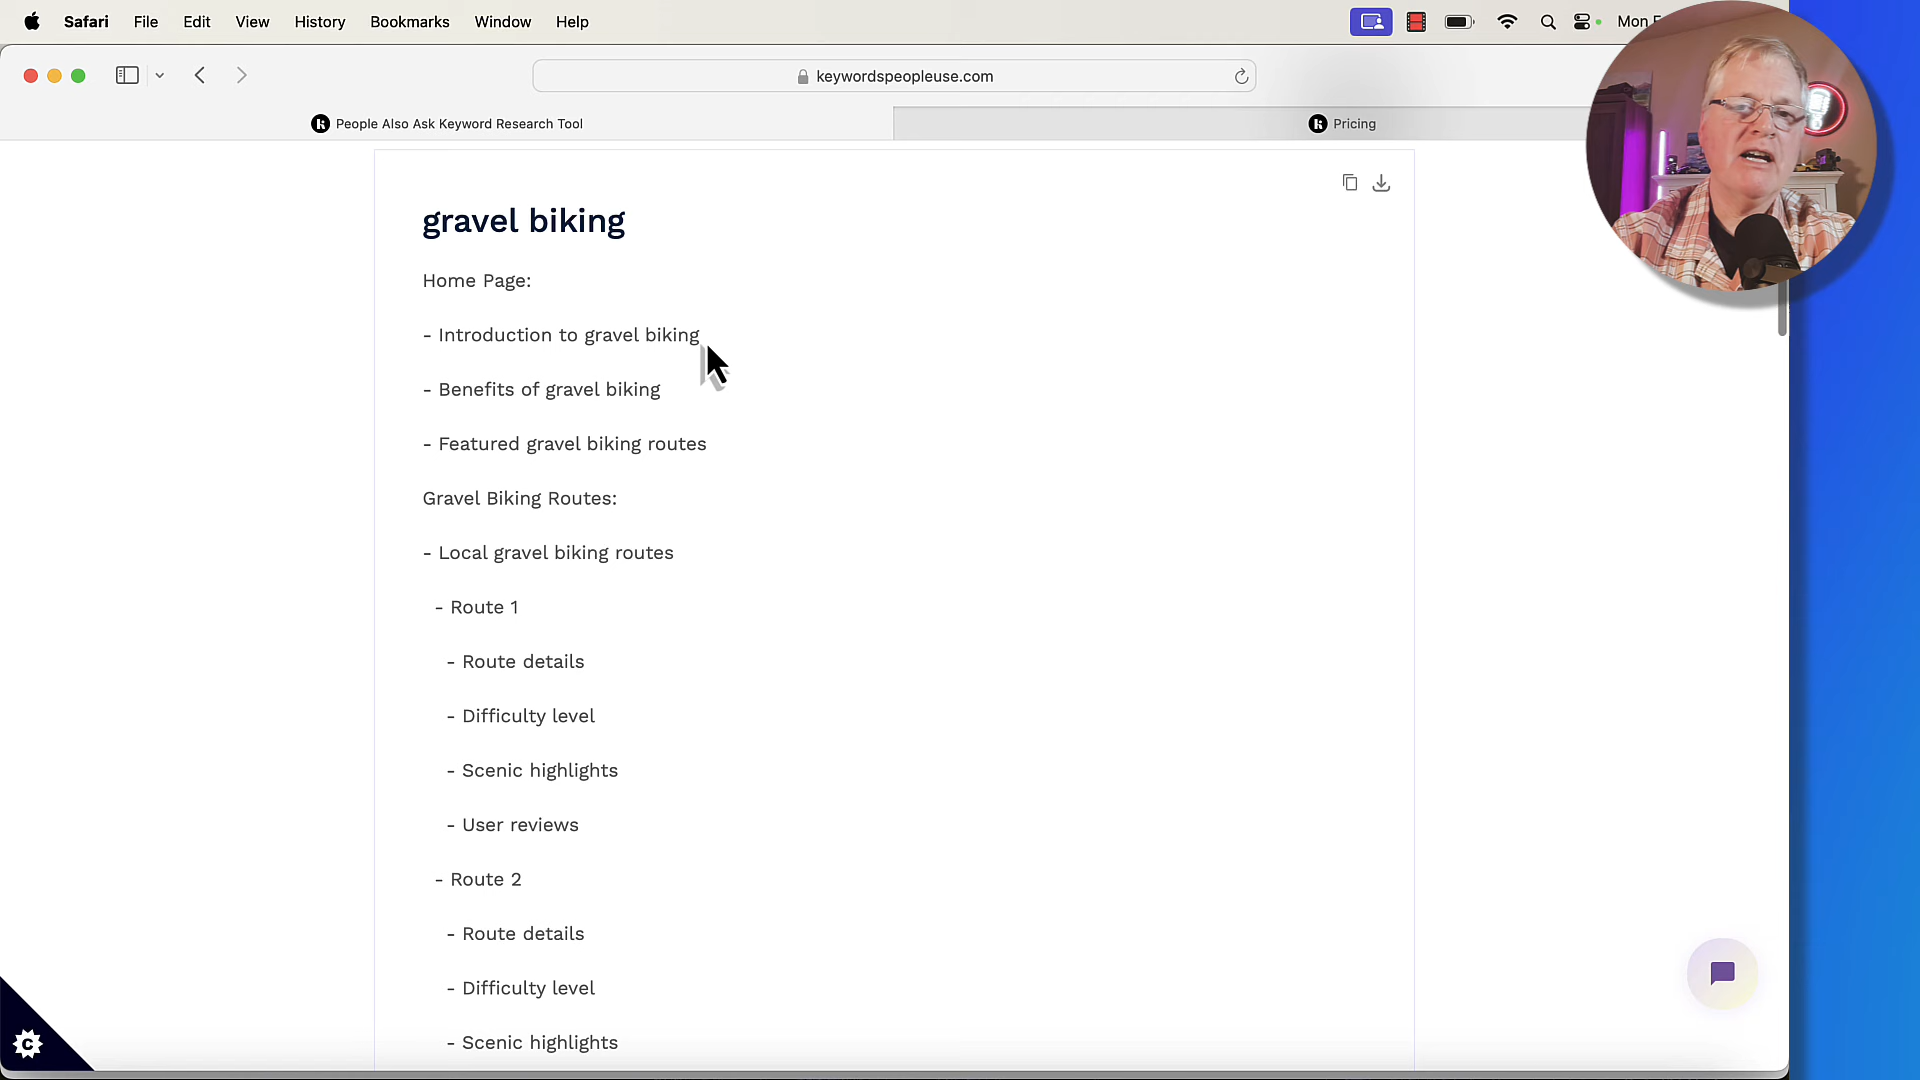 Safari File Edit View History Bookmarks Window Help Mon
keywordspeopleuse.com
People Also Ask Keyword Research Tool
Pricing
gravel biking
Home Page:
- Introduction to gravel biking
- Benefits of gravel biking
- Featured gravel biking routes
Gravel Biking Routes:
- Local gravel biking routes
- Route 1
- Route details
- Difficulty level
- Scenic highlights
- User reviews
- Route 2
- Route details
- Difficulty level
- Scenic highlights